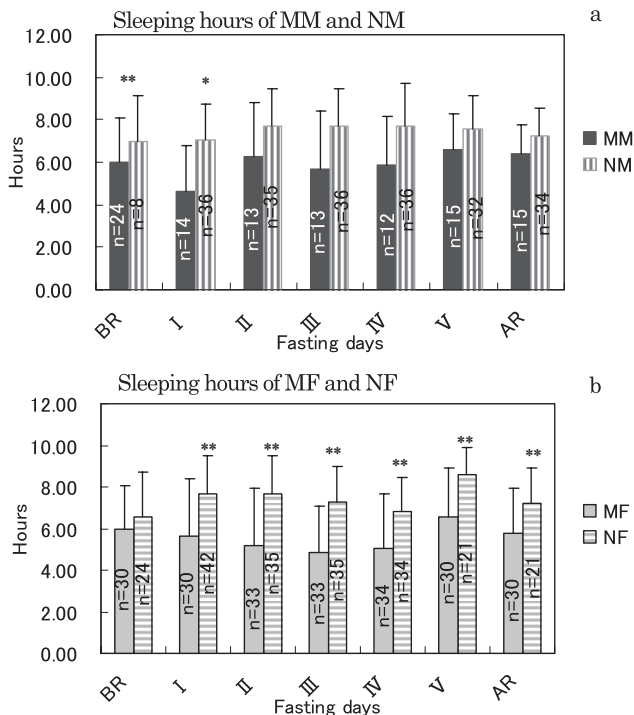 Sleeping hours of MM and NM
a
12.00
10.00
8.00
6.00
4.00
2.00
0.00
Hours
** *
n=24 n=8 n=14 n=36 n=13 n=35 n=13 n=36 n=12 n=36 n=15 n=32 n=15 n=34
MM
NM
BR I II III IV V AR
Fasting days
Sleeping hours of MF and NF
b
12.00
10.00
8.00
6.00
4.00
2.00
0.00
Hours
** ** ** ** ** **
n=30 n=24 n=30 n=42 n=33 n=35 n=33 n=35 n=34 n=34 n=30 n=21 n=30 n=21
MF
NF
BR I II III IV V AR
Fasting days